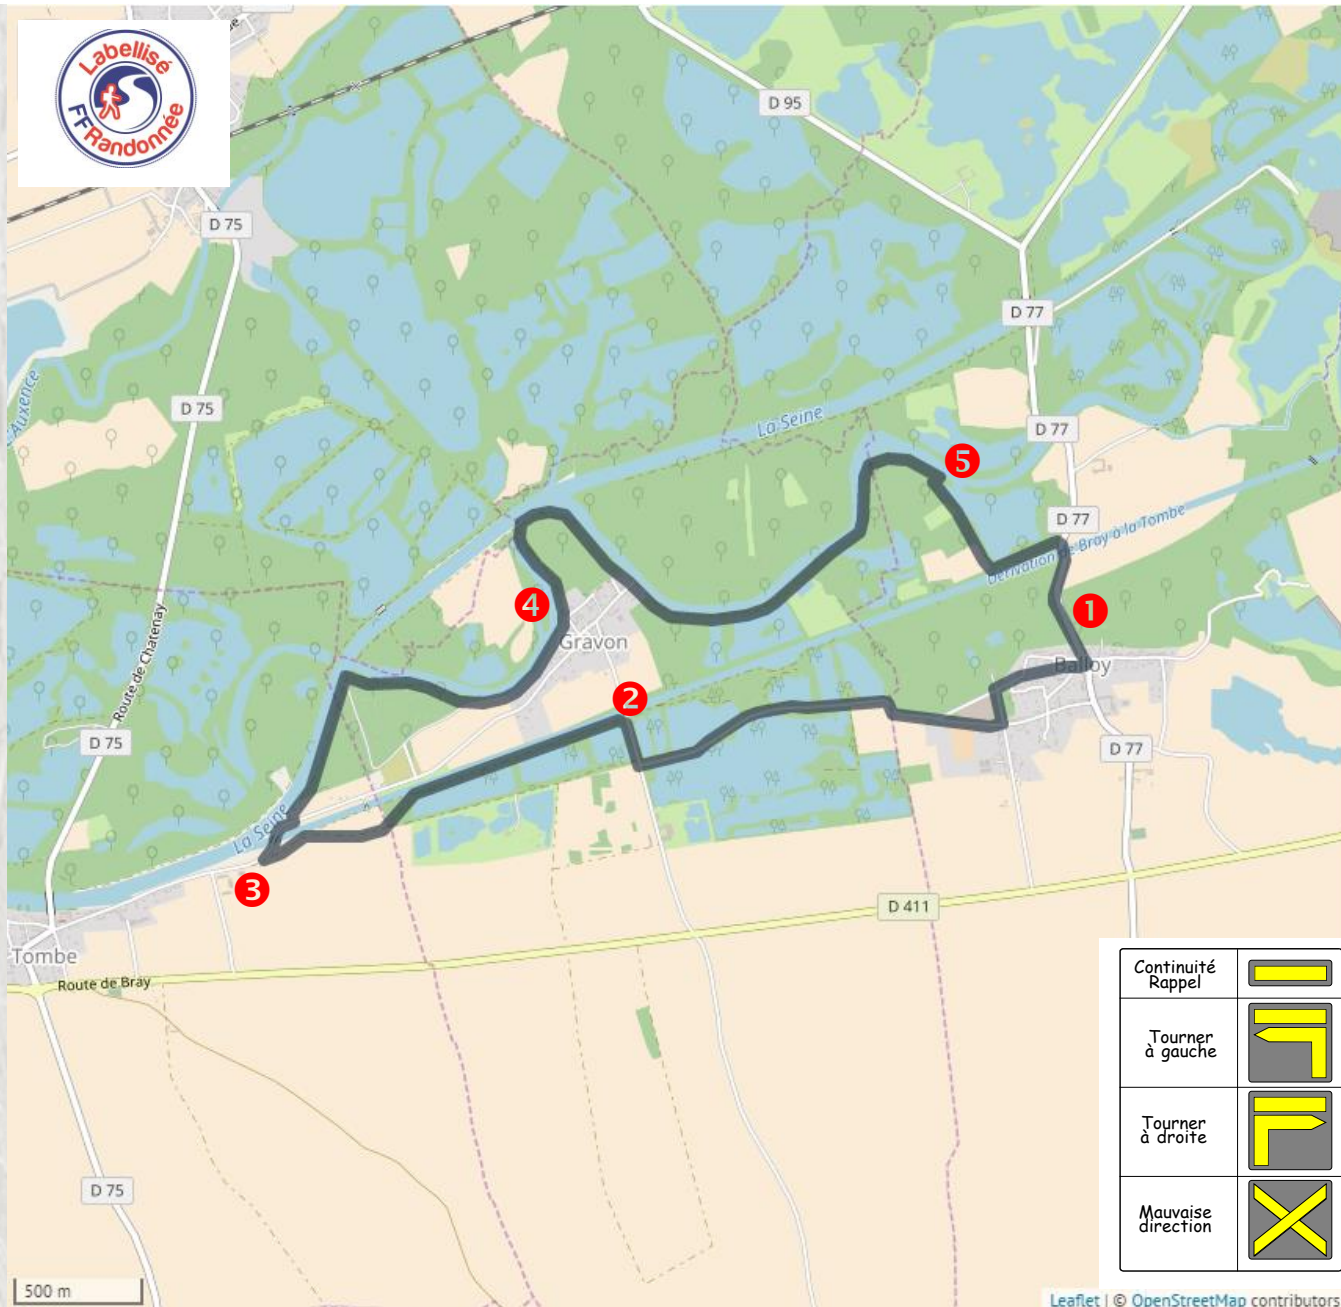 Labellisé
FFRandonnée
D 95
D 75
D 77
Auxence
D 75
La Seine
D 77
5
D 77
Dérivation de Bray à la Tombe
4
1
Route de Chatenay
Gravon
Balloy
2
D 75
D 77
La Seine
3
D 411
Tombe
Route de Bray
D 75
Continuité
Rappel
Tourner
à gauche
Tourner
à droite
Mauvaise
direction
500 m
Leaflet | © OpenStreetMap contributors